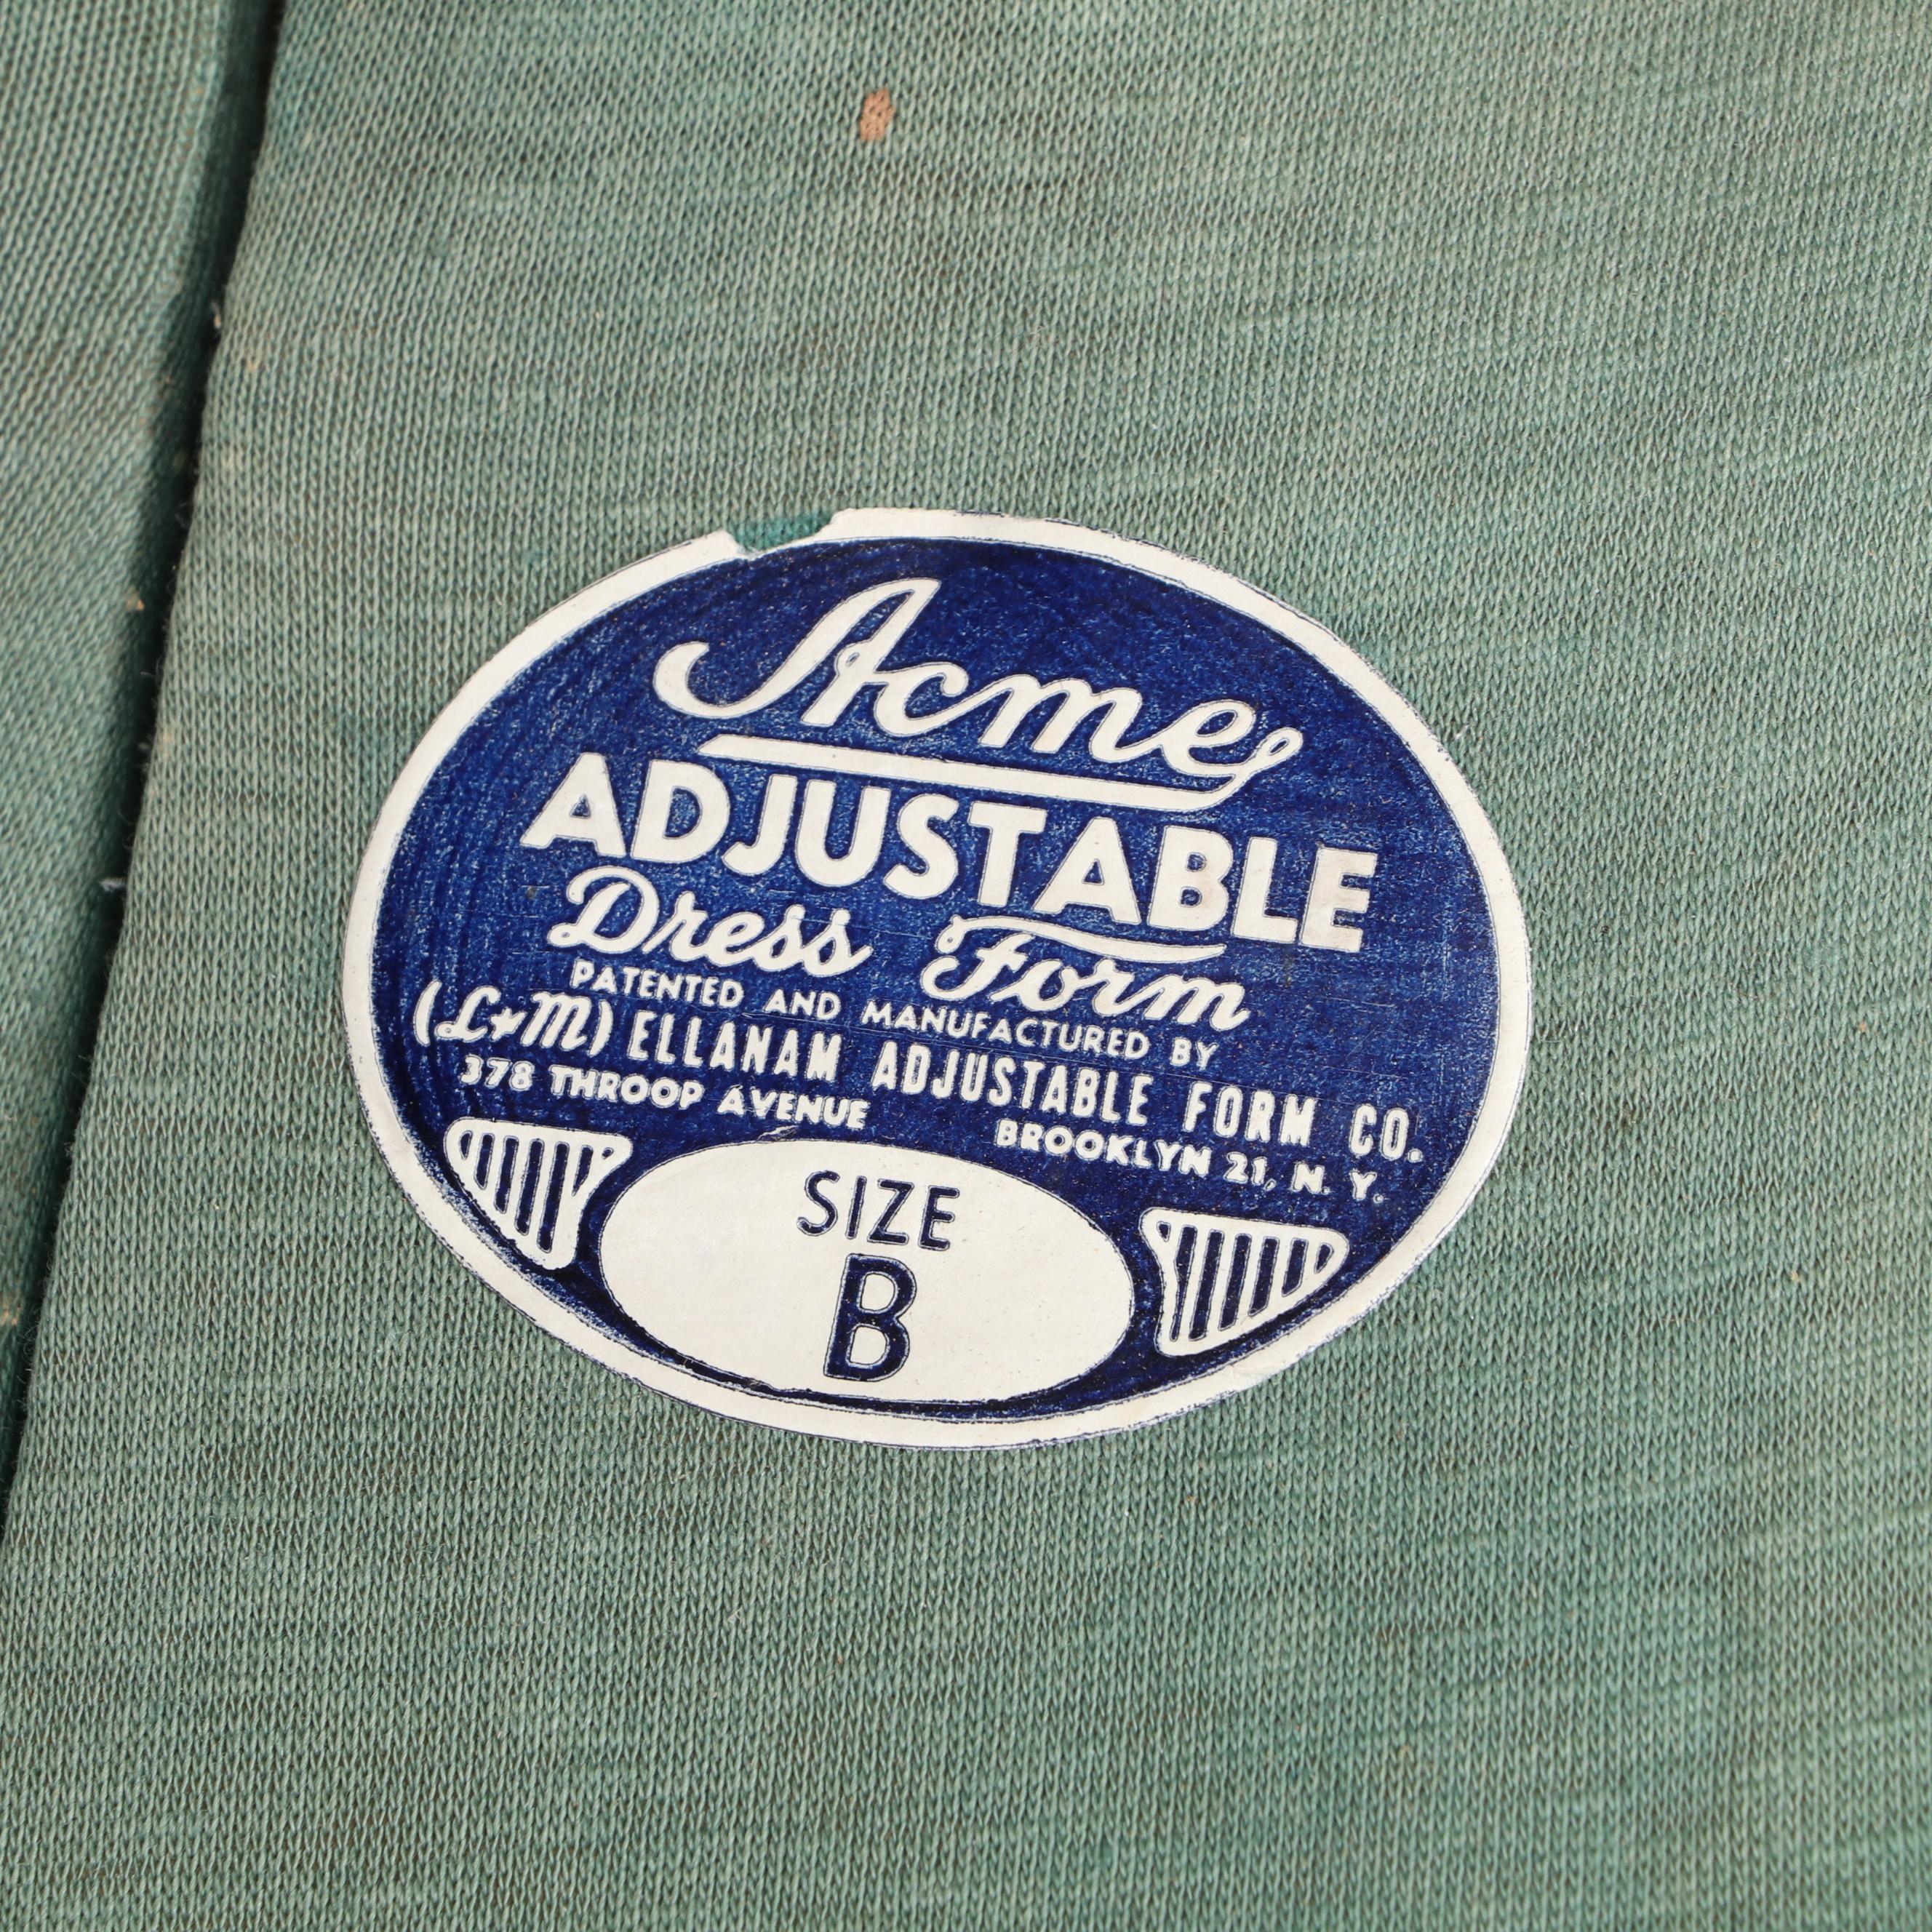 Acme
ADJUSTABLE
Dress Form
PATENTED AND MANUFACTURED BY
(L&M) ELLANAM ADJUSTABLE FORM CO.
378 THROOP AVENUE BROOKLYN 21, N. Y.
SIZE
B